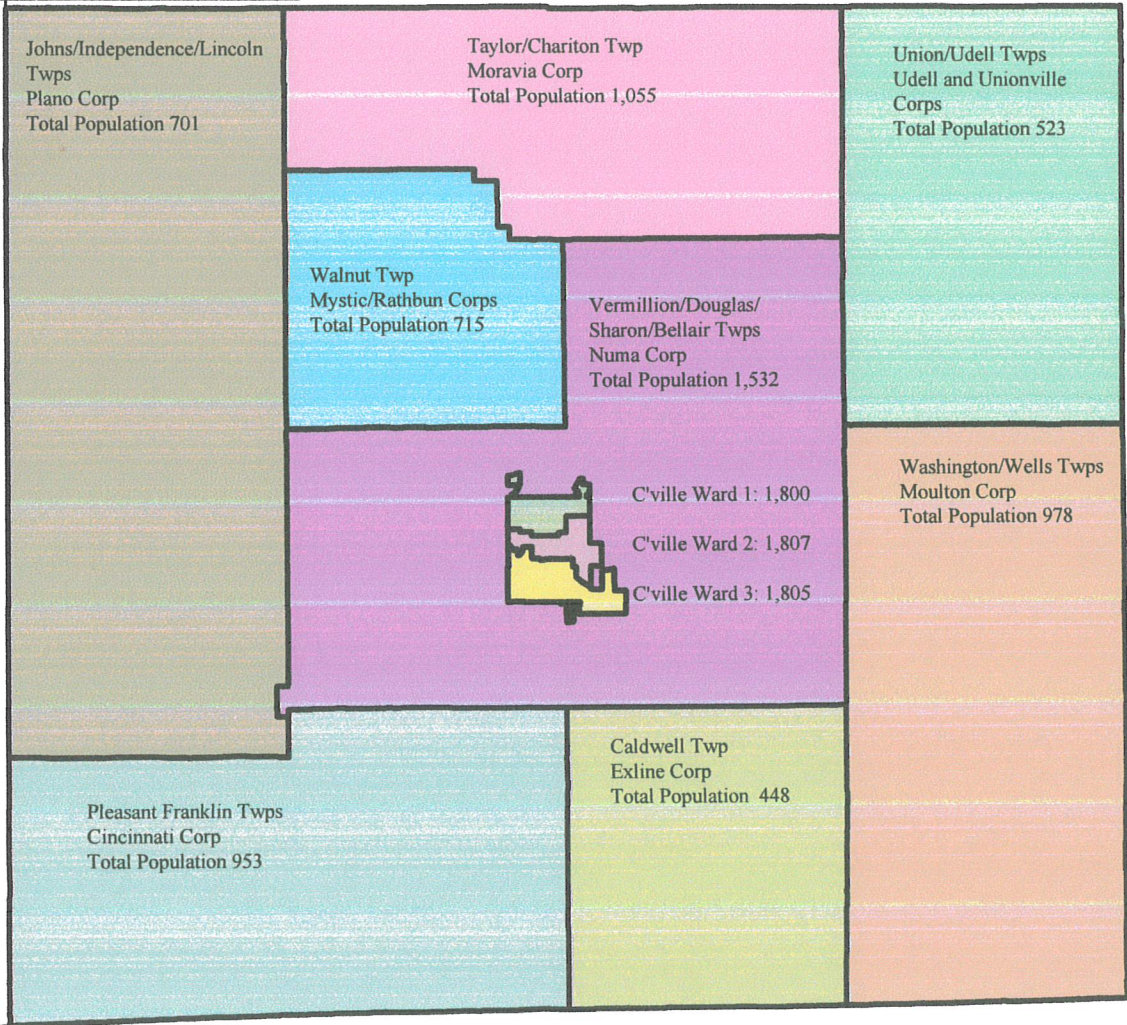 Johns/Independence/Lincoln
Twps
Plano Corp
Total Population 701
Taylor/Chariton Twp
Moravia Corp
Total Population 1,055
Union/Udell Twps
Udell and Unionville
Corps
Total Population 523
Walnut Twp
Mystic/Rathbun Corps
Total Population 715
Vermillion/Douglas/
Sharon/Bellair Twps
Numa Corp
Total Population 1,532
Washington/Wells Twps
Moulton Corp
Total Population 978
C'ville Ward 1: 1,800
C'ville Ward 2: 1,807
C'ville Ward 3: 1,805
Caldwell Twp
Exline Corp
Total Population 448
Pleasant Franklin Twps
Cincinnati Corp
Total Population 953